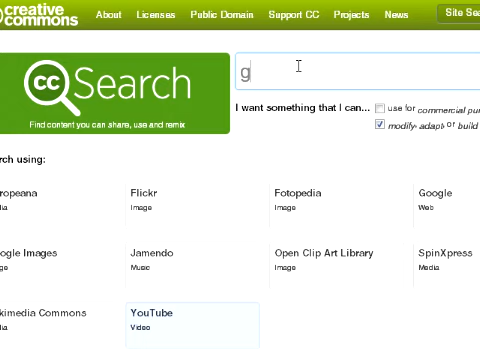 creative
commons
About Licenses Public Domain Support CC Projects News Site Sea
cc Search
Find content you can share, use and remix
g
I want something that I can... use for commercial pur
modify, adapt, or build
rch using:
ropeana Flickr Fotopedia Google
dia Image Image Web
ogle Images Jamendo Open Clip Art Library SpinXpress
ge Music Image Media
kimedia Commons YouTube
dia Video